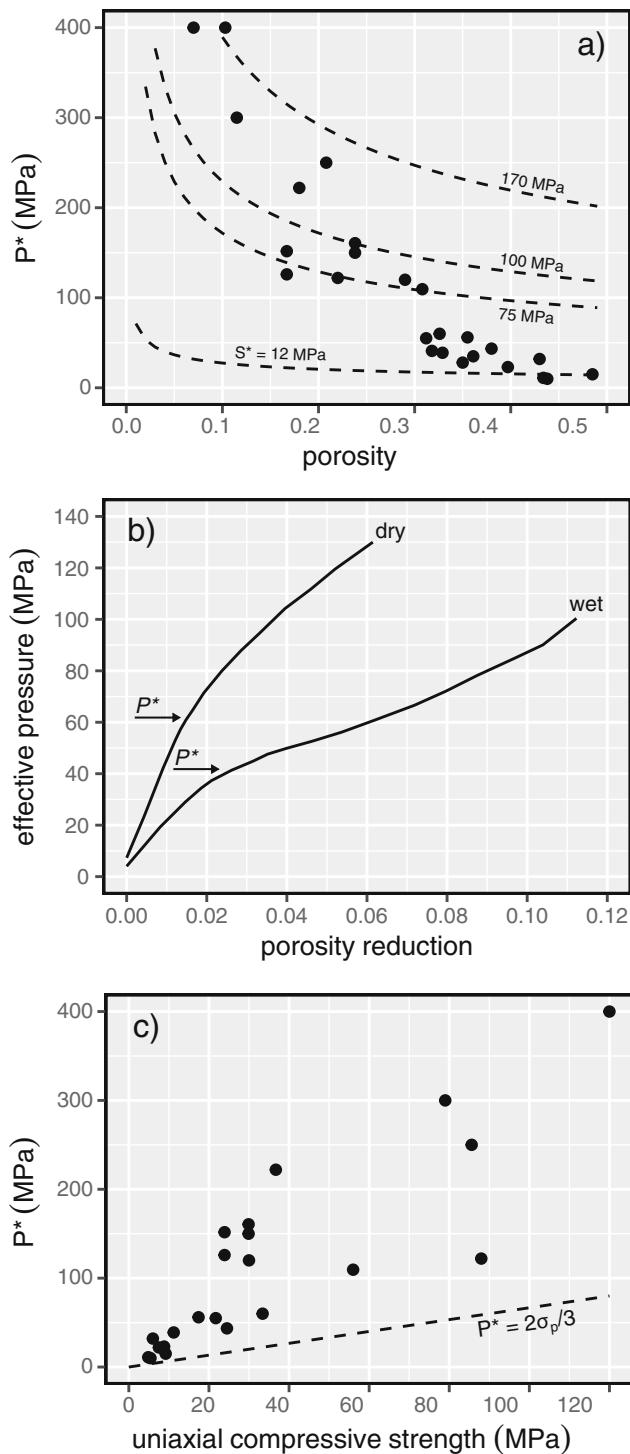 a)
400
300
200
100
0
P* (MPa)
170 MPa
100 MPa
75 MPa
S* = 12 MPa
0.0 0.1 0.2 0.3 0.4 0.5
porosity
b)
140
120
100
80
60
40
20
0
effective pressure (MPa)
dry
wet
P*
P*
0.00 0.02 0.04 0.06 0.08 0.10 0.12
porosity reduction
c)
400
300
200
100
0
P* (MPa)
P* = 2σp/3
0 20 40 60 80 100 120
uniaxial compressive strength (MPa)